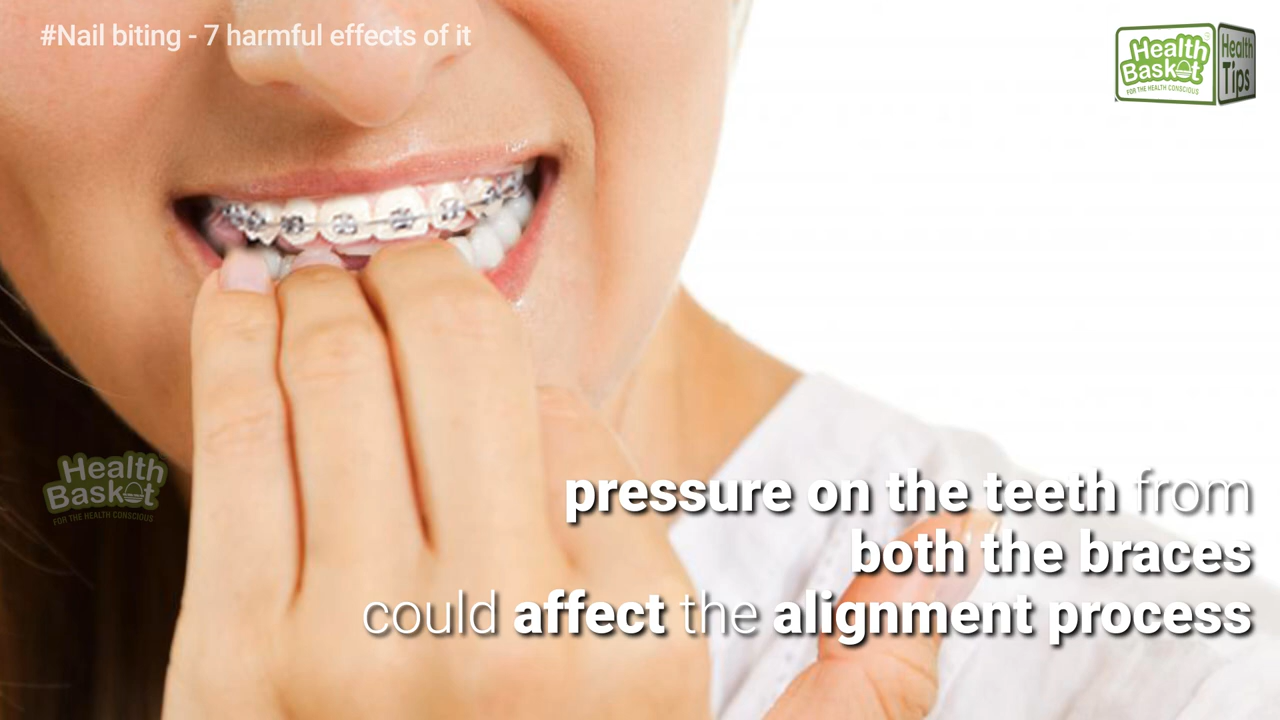 #Nail biting - 7 harmful effects of it
Health
Basket
FOR THE HEALTH CONSCIOUS
Health
Tips
Health
Basket
FOR THE HEALTH CONSCIOUS
pressure on the teeth from
both the braces
could affect the alignment process